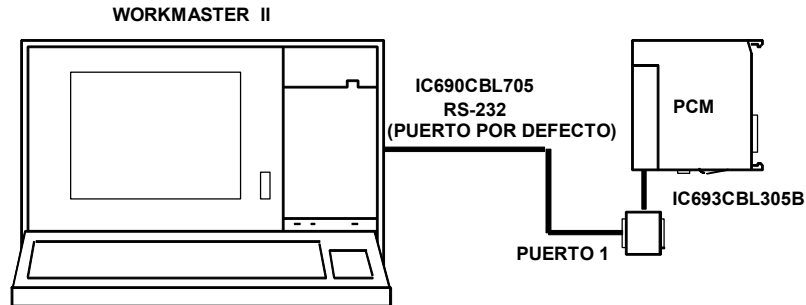 WORKMASTER II
IC690CBL705
RS-232
(PUERTO POR DEFECTO)
PCM
IC693CBL305B
PUERTO 1